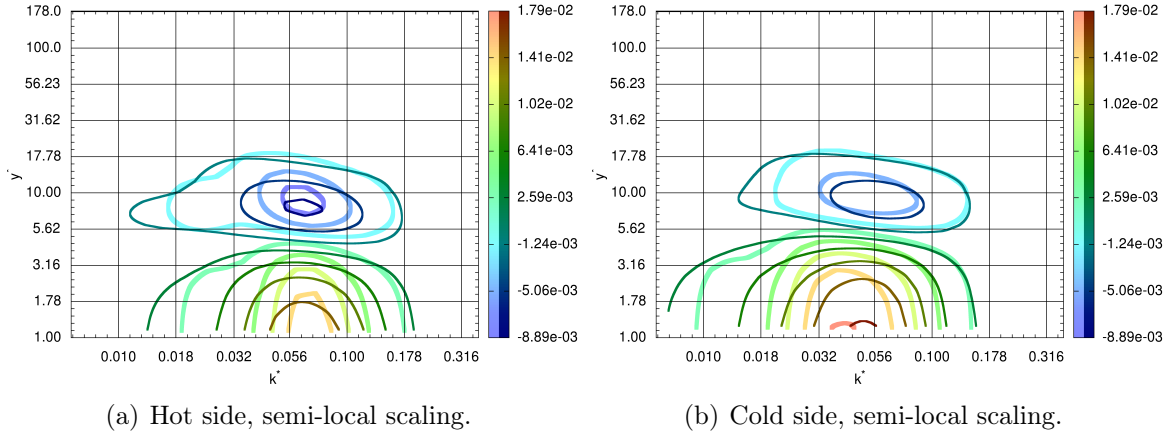 178.0
100.0
56.23
31.62
17.78
10.00
5.62
3.16
1.78
1.00
y*
0.010 0.018 0.032 0.056 0.100 0.178 0.316
k*
1.79e-02
1.41e-02
1.02e-02
6.41e-03
2.59e-03
-1.24e-03
-5.06e-03
-8.89e-03
(a) Hot side, semi-local scaling.
178.0
100.0
56.23
31.62
17.78
10.00
5.62
3.16
1.78
1.00
y*
0.010 0.018 0.032 0.056 0.100 0.178 0.316
k*
1.79e-02
1.41e-02
1.02e-02
6.41e-03
2.59e-03
-1.24e-03
-5.06e-03
-8.89e-03
(b) Cold side, semi-local scaling.